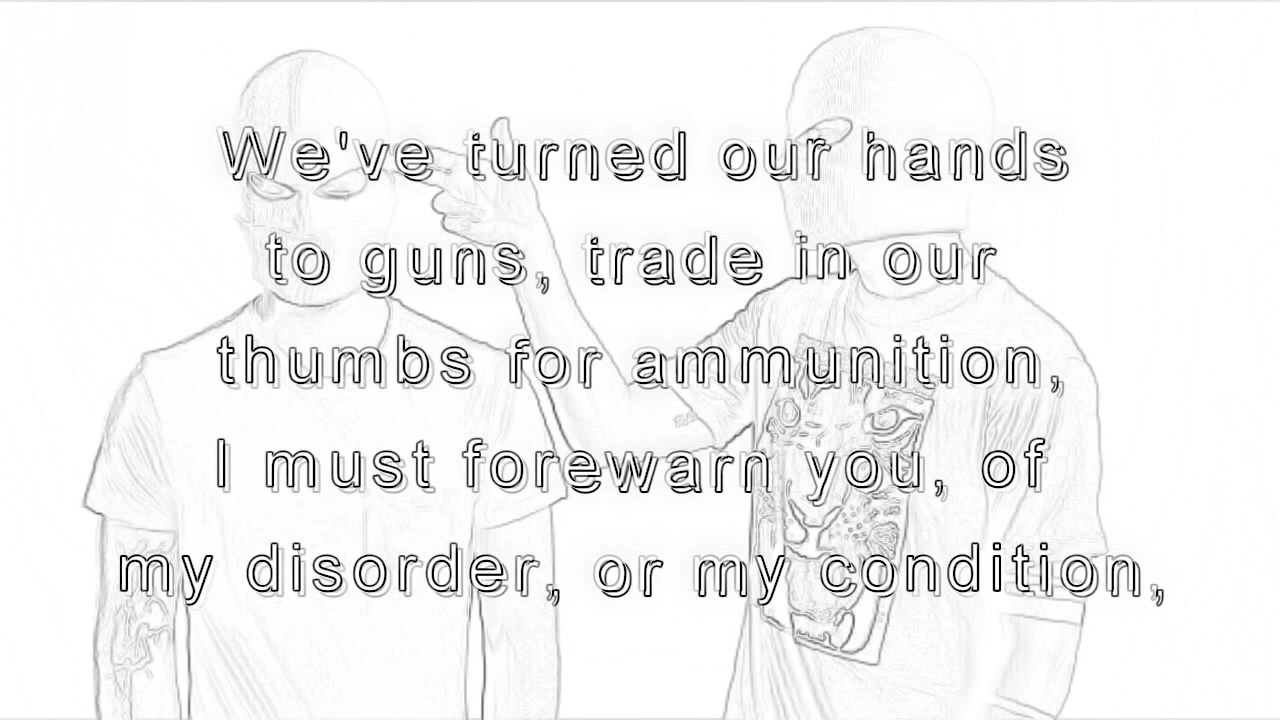 We've turned our hands
to guns, trade in our
thumbs for ammunition,
I must forewarn you, of
my disorder, or my condition,